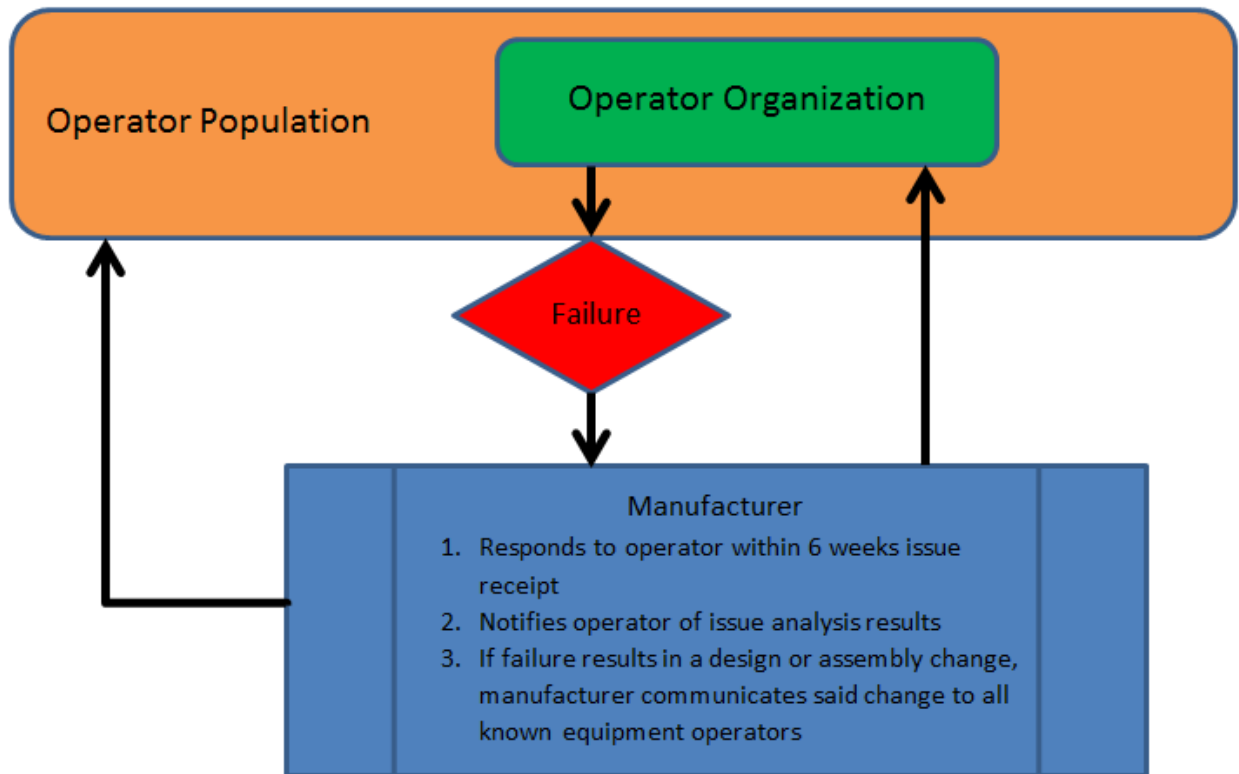 Operator Population
Operator Organization
Failure
Manufacturer
1. Responds to operator within 6 weeks issue
receipt
2. Notifies operator of issue analysis results
3. If failure results in a design or assembly change,
manufacturer communicates said change to all
known equipment operators